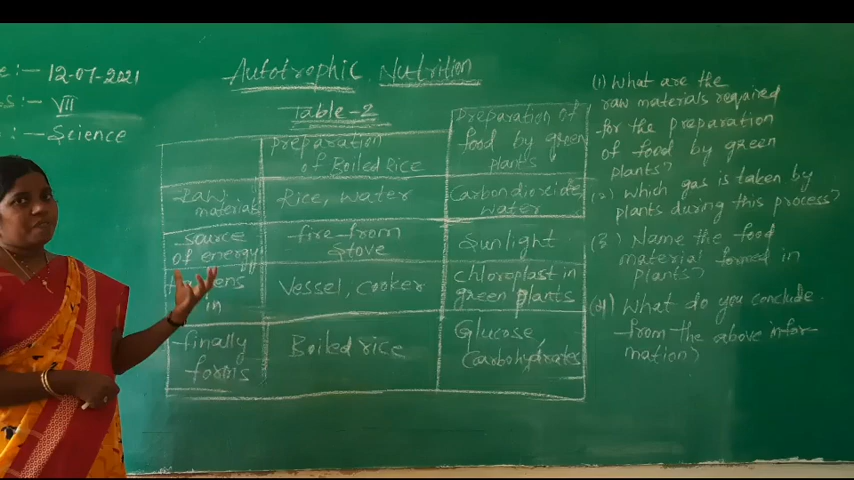 e:- 12-07-2021
s:- VII
:- Science
Autotrophic Nutrition
Table-2
Preparation
of Boiled Rice
Preparation of
food by green
plants
Raw
materials
Rice, water
Carbondioxide
water
source
of energy
fire from
stove
Sunlight
Happens
in
Vessel, cooker
chloroplast in
green plants
finally
forms
Boiled rice
Glucose,
Carbohydrates
(1) What are the
raw materials required
for the preparation
of food by green
plants?
(2) Which gas is taken by
plants during this process?
(3) Name the food
material formed in
plants?
(4) What do you conclude
from the above infor-
mation?